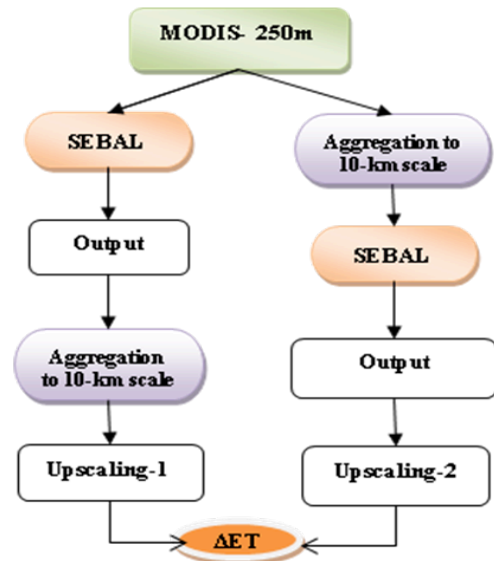 MODIS- 250m
SEBAL
Output
Aggregation
to 10-km scale
Upscaling-1
Aggregation to
10-km scale
SEBAL
Output
Upscaling-2
ΔET